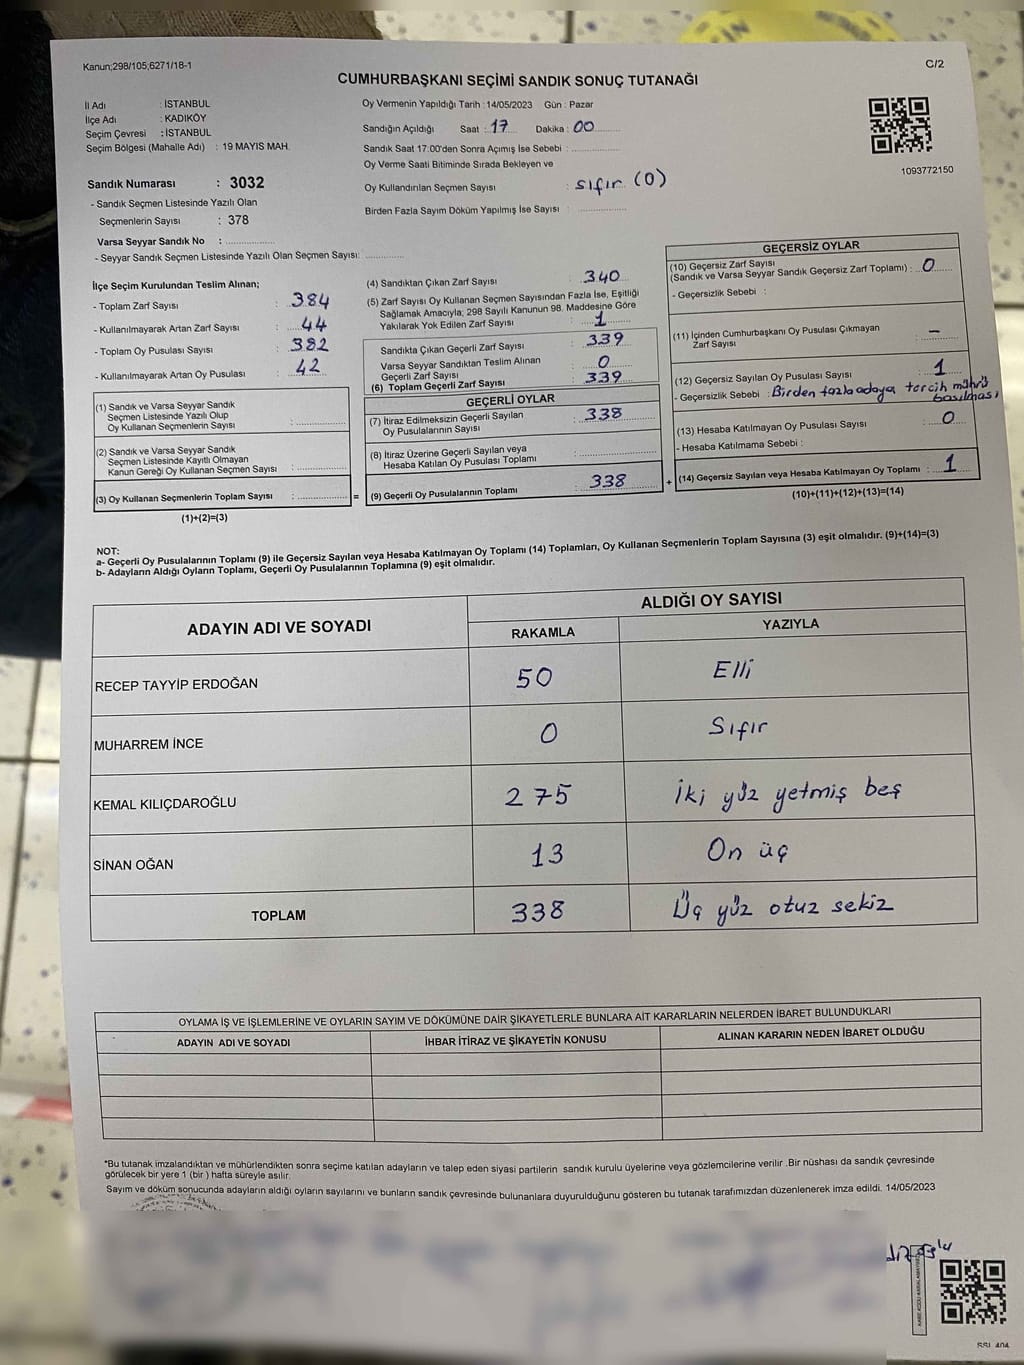 Kanun;298/105;6271/18-1
C/2
CUMHURBAŞKANI SEÇİMİ SANDIK SONUÇ TUTANAĞI
İl Adı : İSTANBUL
İlçe Adı : KADIKÖY
Seçim Çevresi : İSTANBUL
Seçim Bölgesi (Mahalle Adı) : 19 MAYIS MAH.
Sandık Numarası : 3032
- Sandık Seçmen Listesinde Yazılı Olan
Seçmenlerin Sayısı : 378
Varsa Seyyar Sandık No :
- Seyyar Sandık Seçmen Listesinde Yazılı Olan Seçmen Sayısı:
Oy Vermenin Yapıldığı Tarih : 14/05/2023 Gün : Pazar
Sandığın Açıldığı Saat : 17 Dakika : 00
Sandık Saat 17.00'den Sonra Açımış İse Sebebi :
Oy Verme Saati Bitiminde Sırada Bekleyen ve
Oy Kullandırılan Seçmen Sayısı : sıfır (0)
Birden Fazla Sayım Döküm Yapılmış İse Sayısı :
1093772150
İlçe Seçim Kurulundan Teslim Alınan;
- Toplam Zarf Sayısı : 384
- Kullanılmayarak Artan Zarf Sayısı : 44
- Toplam Oy Pusulası Sayısı : 382
- Kullanılmayarak Artan Oy Pusulası : 42
(1) Sandık ve Varsa Seyyar Sandık
Seçmen Listesinde Yazılı Olup
Oy Kullanan Seçmenlerin Sayısı :
(2) Sandık ve Varsa Seyyar Sandık
Seçmen Listesinde Kayıtlı Olmayan
Kanun Gereği Oy Kullanan Seçmen Sayısı :
(3) Oy Kullanan Seçmenlerin Toplam Sayısı : =
(1)+(2)=(3)
(4) Sandıktan Çıkan Zarf Sayısı : 340
(5) Zarf Sayısı Oy Kullanan Seçmen Sayısından Fazla İse, Eşitliği
Sağlamak Amacıyla; 298 Sayılı Kanunun 98. Maddesine Göre
Yakılarak Yok Edilen Zarf Sayısı : 1
Sandıkta Çıkan Geçerli Zarf Sayısı : 339
Varsa Seyyar Sandıktan Teslim Alınan
Geçerli Zarf Sayısı : 0
(6) Toplam Geçerli Zarf Sayısı : 339
GEÇERLİ OYLAR
(7) İtiraz Edilmeksizin Geçerli Sayılan
Oy Pusulalarının Sayısı : 338
(8) İtiraz Üzerine Geçerli Sayılan veya
Hesaba Katılan Oy Pusulası Toplamı :
(9) Geçerli Oy Pusulalarının Toplamı : 338 +
GEÇERSİZ OYLAR
(10) Geçersiz Zarf Sayısı
(Sandık ve Varsa Seyyar Sandık Geçersiz Zarf Toplamı) : 0
- Geçersizlik Sebebi :
(11) İçinden Cumhurbaşkanı Oy Pusulası Çıkmayan
Zarf Sayısı : –
(12) Geçersiz Sayılan Oy Pusulası Sayısı : 1
- Geçersizlik Sebebi : Birden fazla adaya tercih mührü
basılması
(13) Hesaba Katılmayan Oy Pusulası Sayısı : 0
- Hesaba Katılmama Sebebi :
(14) Geçersiz Sayılan veya Hesaba Katılmayan Oy Toplamı : 1
(10)+(11)+(12)+(13)=(14)
NOT:
a- Geçerli Oy Pusulalarının Toplamı (9) ile Geçersiz Sayılan veya Hesaba Katılmayan Oy Toplamı (14) Toplamları, Oy Kullanan Seçmenlerin Toplam Sayısına (3) eşit olmalıdır. (9)+(14)=(3)
b- Adayların Aldığı Oyların Toplamı, Geçerli Oy Pusulalarının Toplamına (9) eşit olmalıdır.
ADAYIN ADI VE SOYADI
ALDIĞI OY SAYISI
RAKAMLA YAZIYLA
RECEP TAYYİP ERDOĞAN 50 Elli
MUHARREM İNCE 0 Sıfır
KEMAL KILIÇDAROĞLU 275 İki yüz yetmiş beş
SİNAN OĞAN 13 On üç
TOPLAM 338 Üç yüz otuz sekiz
OYLAMA İŞ VE İŞLEMLERİNE VE OYLARIN SAYIM VE DÖKÜMÜNE DAİR ŞİKAYETLERLE BUNLARA AİT KARARLARIN NELERDEN İBARET BULUNDUKLARI
ADAYIN ADI VE SOYADI İHBAR İTİRAZ VE ŞİKAYETİN KONUSU ALINAN KARARIN NEDEN İBARET OLDUĞU
*Bu tutanak imzalandıktan ve mühürlendikten sonra seçime katılan adayların ve talep eden siyasi partilerin sandık kurulu üyelerine veya gözlemcilerine verilir .Bir nüshası da sandık çevresinde
görülecek bir yere 1 (bir ) hafta süreyle asılır.
Sayım ve döküm sonucunda adayların aldığı oyların sayılarını ve bunların sandık çevresinde bulunanlara duyurulduğunu gösteren bu tutanak tarafımızdan düzenlenerek imza edildi. 14/05/2023